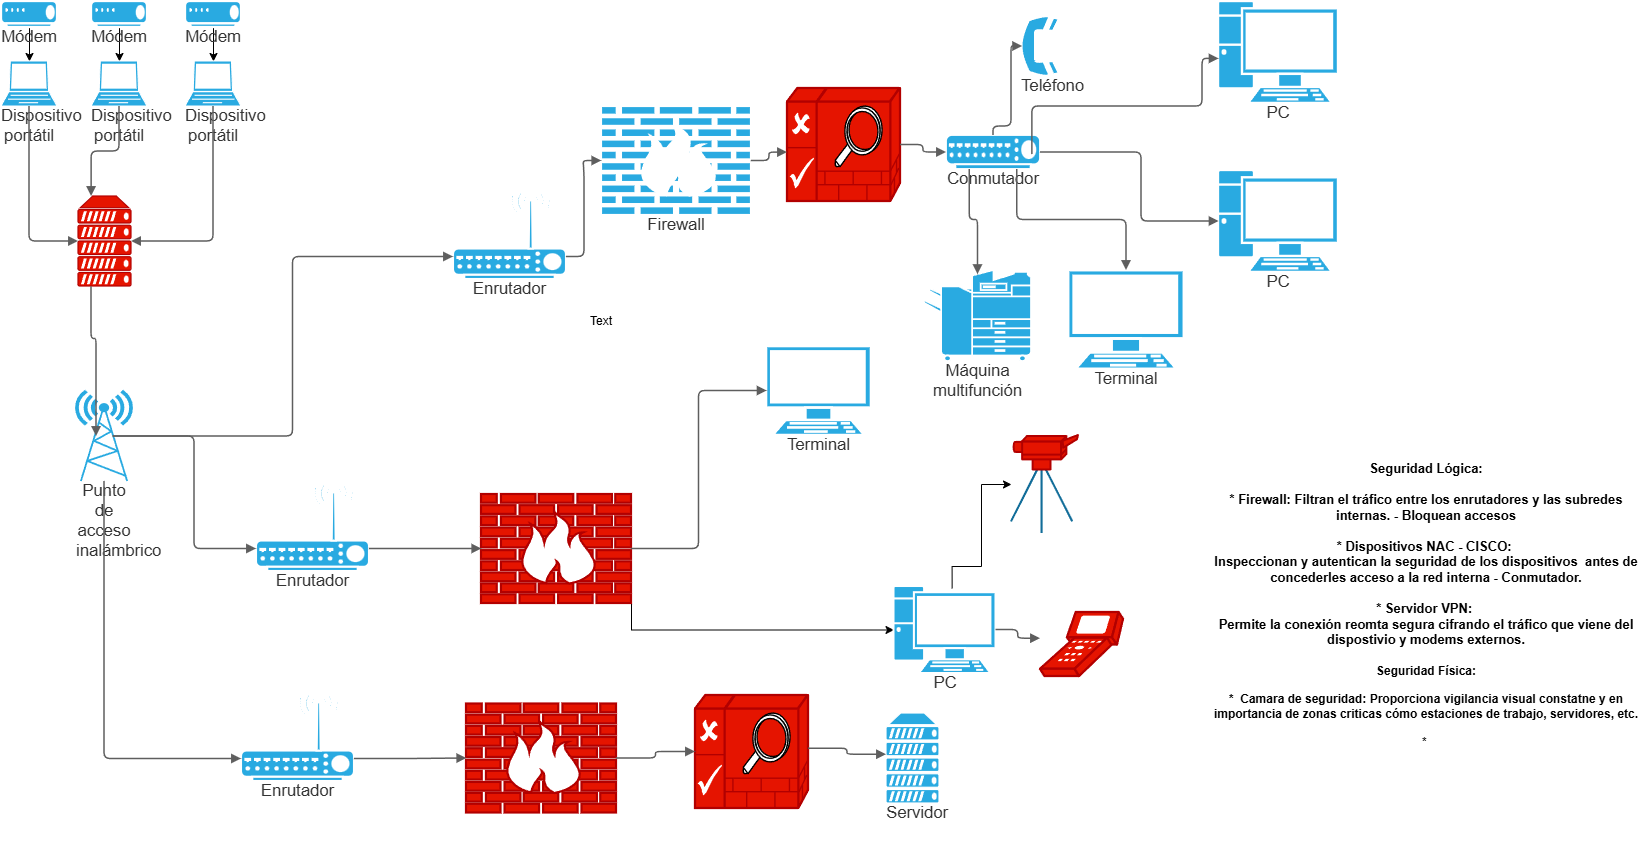 Módem
Módem
Módem
Dispositivo
portátil
Dispositivo
portátil
Dispositivo
portátil
Teléfono
PC
Conmutador
Firewall
Enrutador
PC
Text
Máquina
multifunción
Terminal
Terminal
Punto
de
acceso
inalámbrico
Enrutador
PC
Enrutador
Servidor
Seguridad Lógica:
* Firewall: Filtran el tráfico entre los enrutadores y las subredes
internas. - Bloquean accesos
* Dispositivos NAC - CISCO:
Inspeccionan y autentican la seguridad de los dispositivos antes de
concederles acceso a la red interna - Conmutador.
* Servidor VPN:
Permite la conexión reomta segura cifrando el tráfico que viene del
dispostivio y modems externos.
Seguridad Física:
* Camara de seguridad: Proporciona vigilancia visual constatne y en
importancia de zonas criticas cómo estaciones de trabajo, servidores, etc.
*